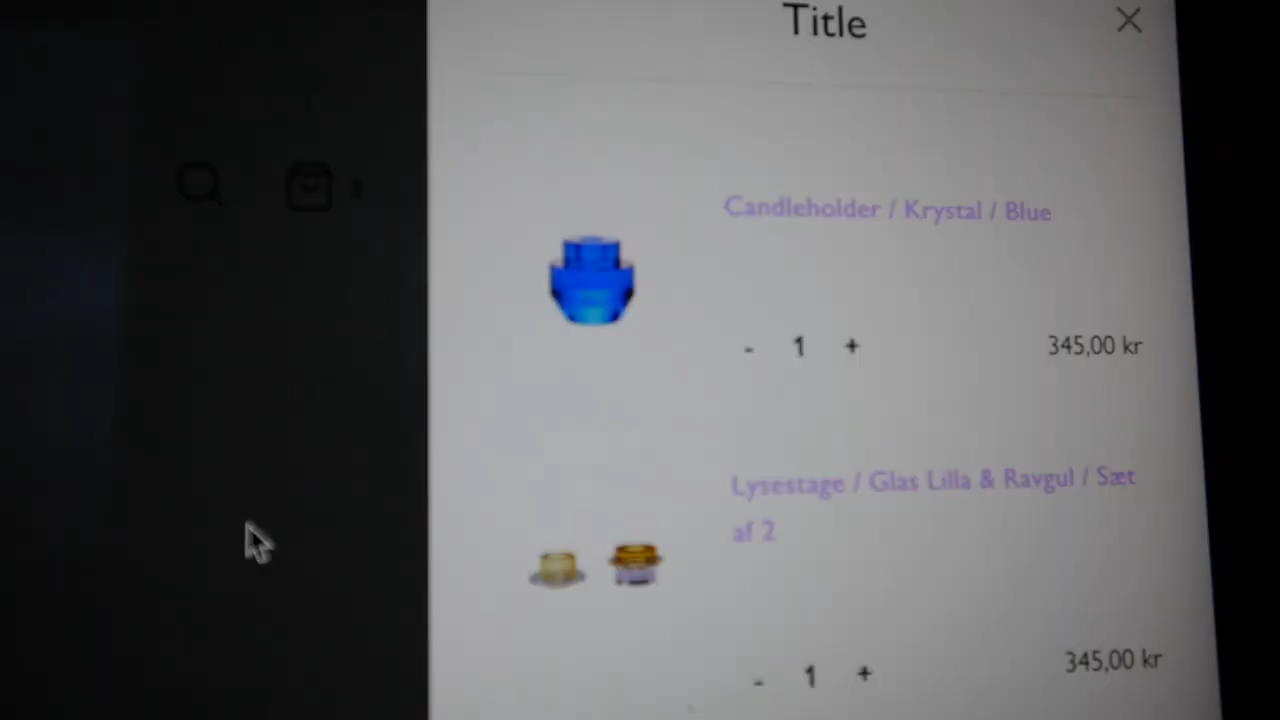 Title
Candleholder / Krystal / Blue
- 1 + 345,00 kr
Lysestage / Glas Lilla & Ravgul / Sæt
af 2
- 1 + 345,00 kr